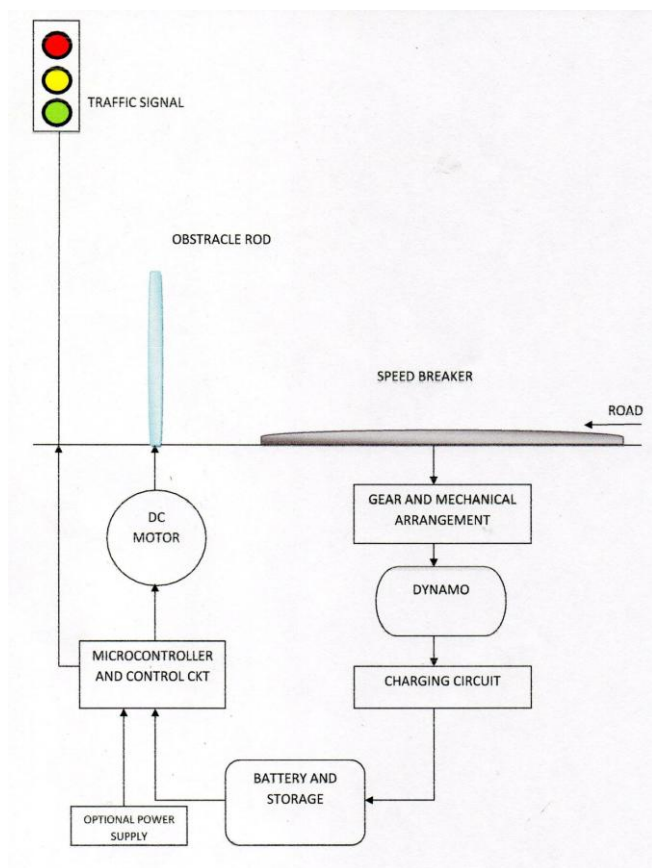 TRAFFIC SIGNAL
OBSTRACLE ROD
SPEED BREAKER
ROAD
GEAR AND MECHANICAL
ARRANGEMENT
DC
MOTOR
DYNAMO
MICROCONTROLLER
AND CONTROL CKT
CHARGING CIRCUIT
BATTERY AND
STORAGE
OPTIONAL POWER
SUPPLY